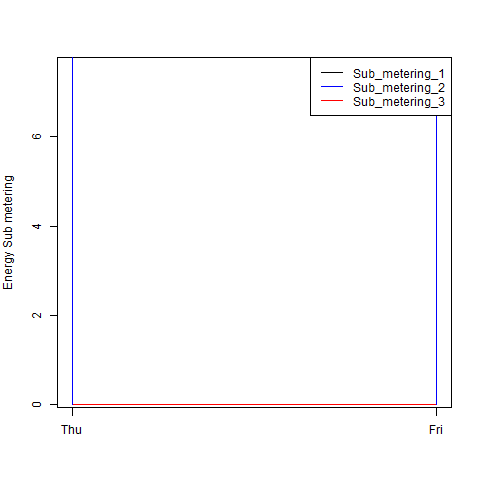 Sub_metering_1
Sub_metering_2
Sub_metering_3
Energy Sub metering
6
4
2
0
Thu
Fri